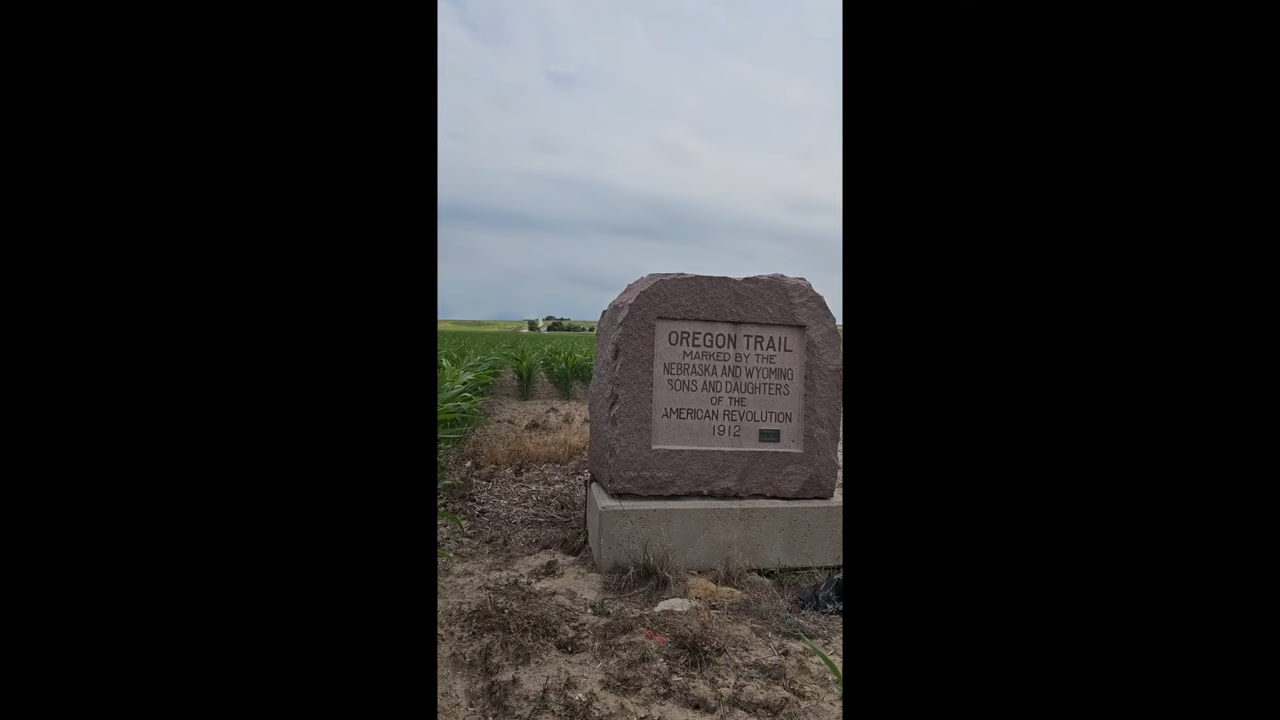 OREGON TRAIL
MARKED BY THE
NEBRASKA AND WYOMING
SONS AND DAUGHTERS
OF THE
AMERICAN REVOLUTION
1912